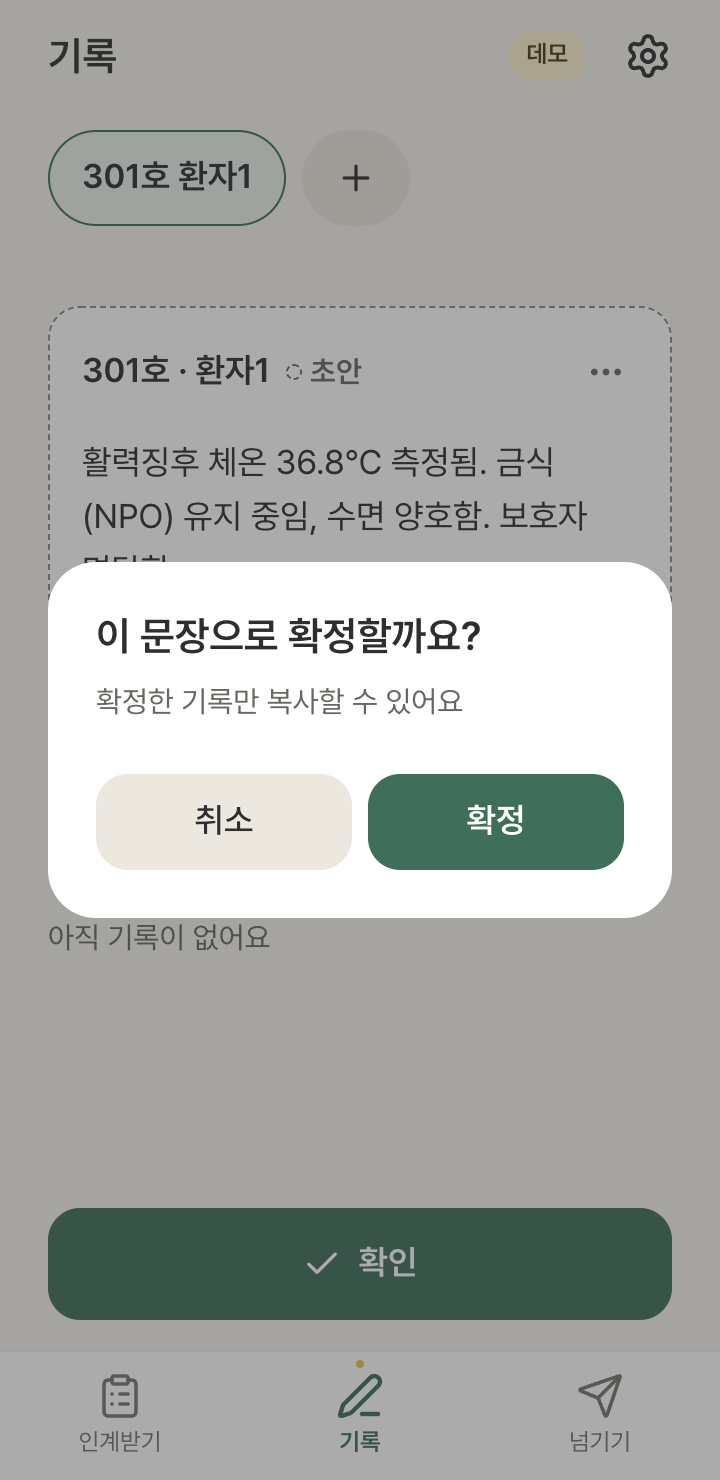 기록
데모
301호 환자1
+
301호 · 환자1 초안
활력징후 체온 36.8°C 측정됨. 금식
(NPO) 유지 중임, 수면 양호함. 보호자
이 문장으로 확정할까요?
확정한 기록만 복사할 수 있어요
취소
확정
아직 기록이 없어요
확인
인계받기
기록
넘기기